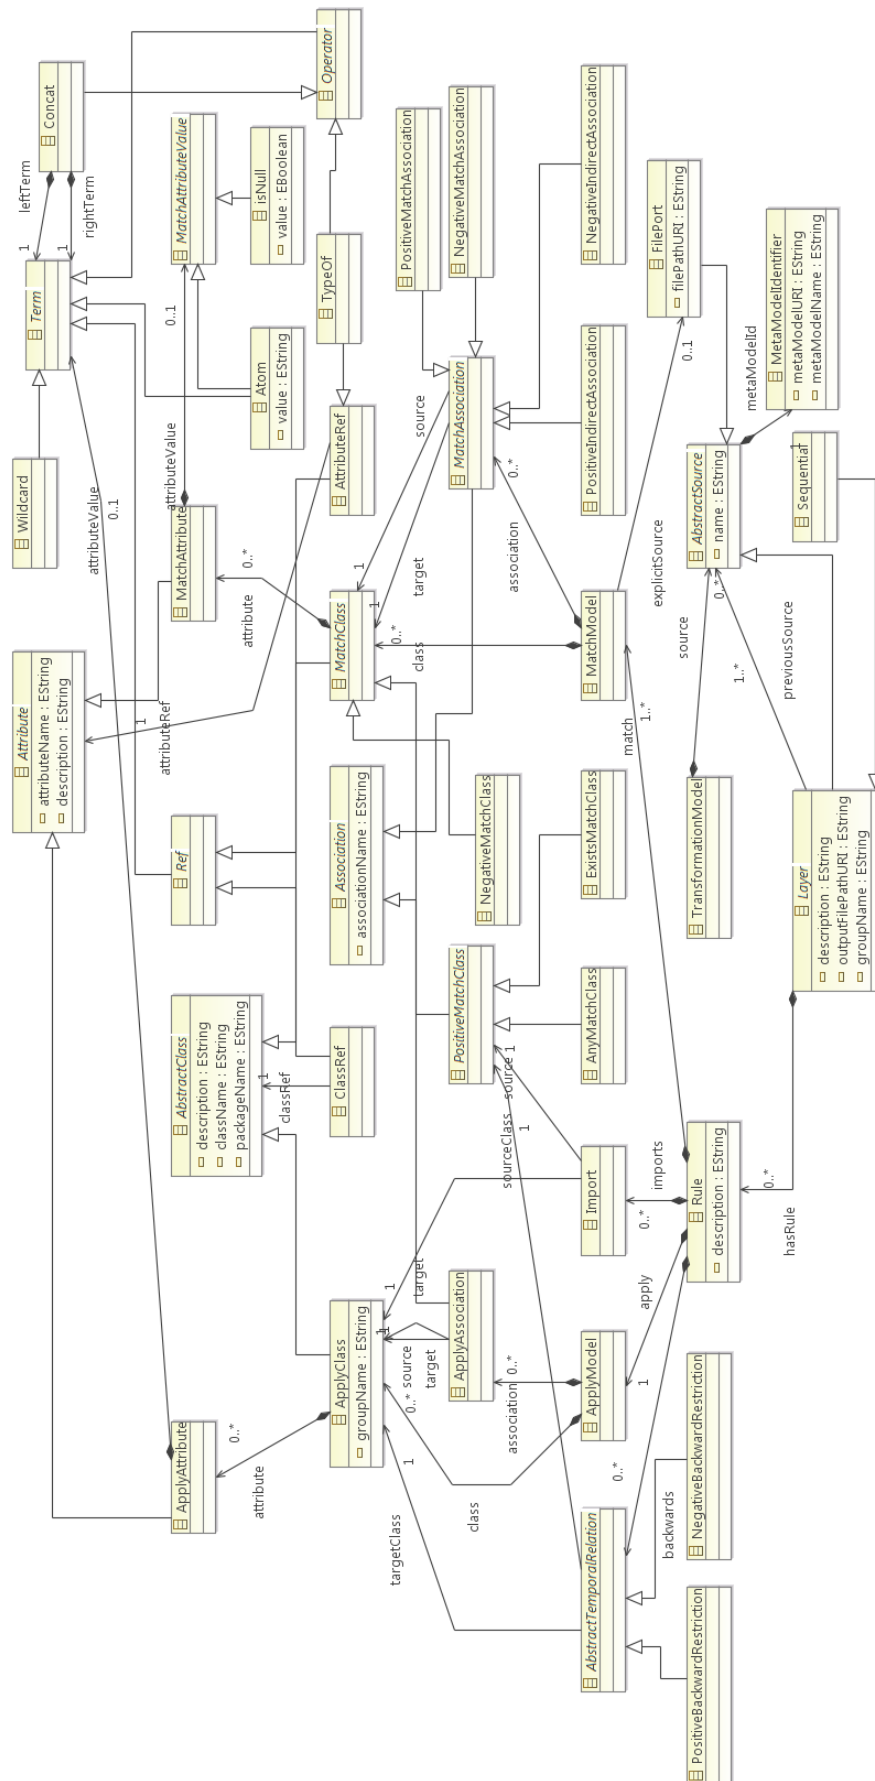 Concat
leftTerm
1
rightTerm
1
Operator
Term
MatchAttributeValue
0..1
isNull
value : EBoolean
TypeOf
Atom
value : EString
Wildcard
attributeValue
0..1
attributeValue
MatchAttribute
AttributeRef
0..*
attribute
Attribute
attributeName : EString
description : EString
1
attributeRef
Ref
PositiveMatchAssociation
NegativeMatchAssociation
MatchAssociation
source
1
target
1
NegativeIndirectAssociation
PositiveIndirectAssociation
0..*
association
MatchClass
0..*
class
MatchModel
FilePort
filePathURI : EString
0..1
explicitSource
MetaModelIdentifier
metaModelURI : EString
metaModelName : EString
metaModelId
1
AbstractSource
name : EString
Sequential
0..*
source
1..*
previousSource
match
1..*
TransformationModel
Layer
description : EString
outputFilePathURI : EString
groupName : EString
Association
associationName : EString
NegativeMatchClass
ExistsMatchClass
PositiveMatchClass
AnyMatchClass
AbstractClass
description : EString
className : EString
packageName : EString
1
classRef
ClassRef
source
1
sourceClass
1
Import
imports
0..*
Rule
description : EString
0..*
hasRule
ApplyClass
groupName : EString
1
target
1
1
source
target
ApplyAssociation
0..*
association
0..*
class
ApplyModel
apply
1
ApplyAttribute
0..*
attribute
1
targetClass
0..*
backwards
AbstractTemporalRelation
NegativeBackwardRestriction
PositiveBackwardRestriction